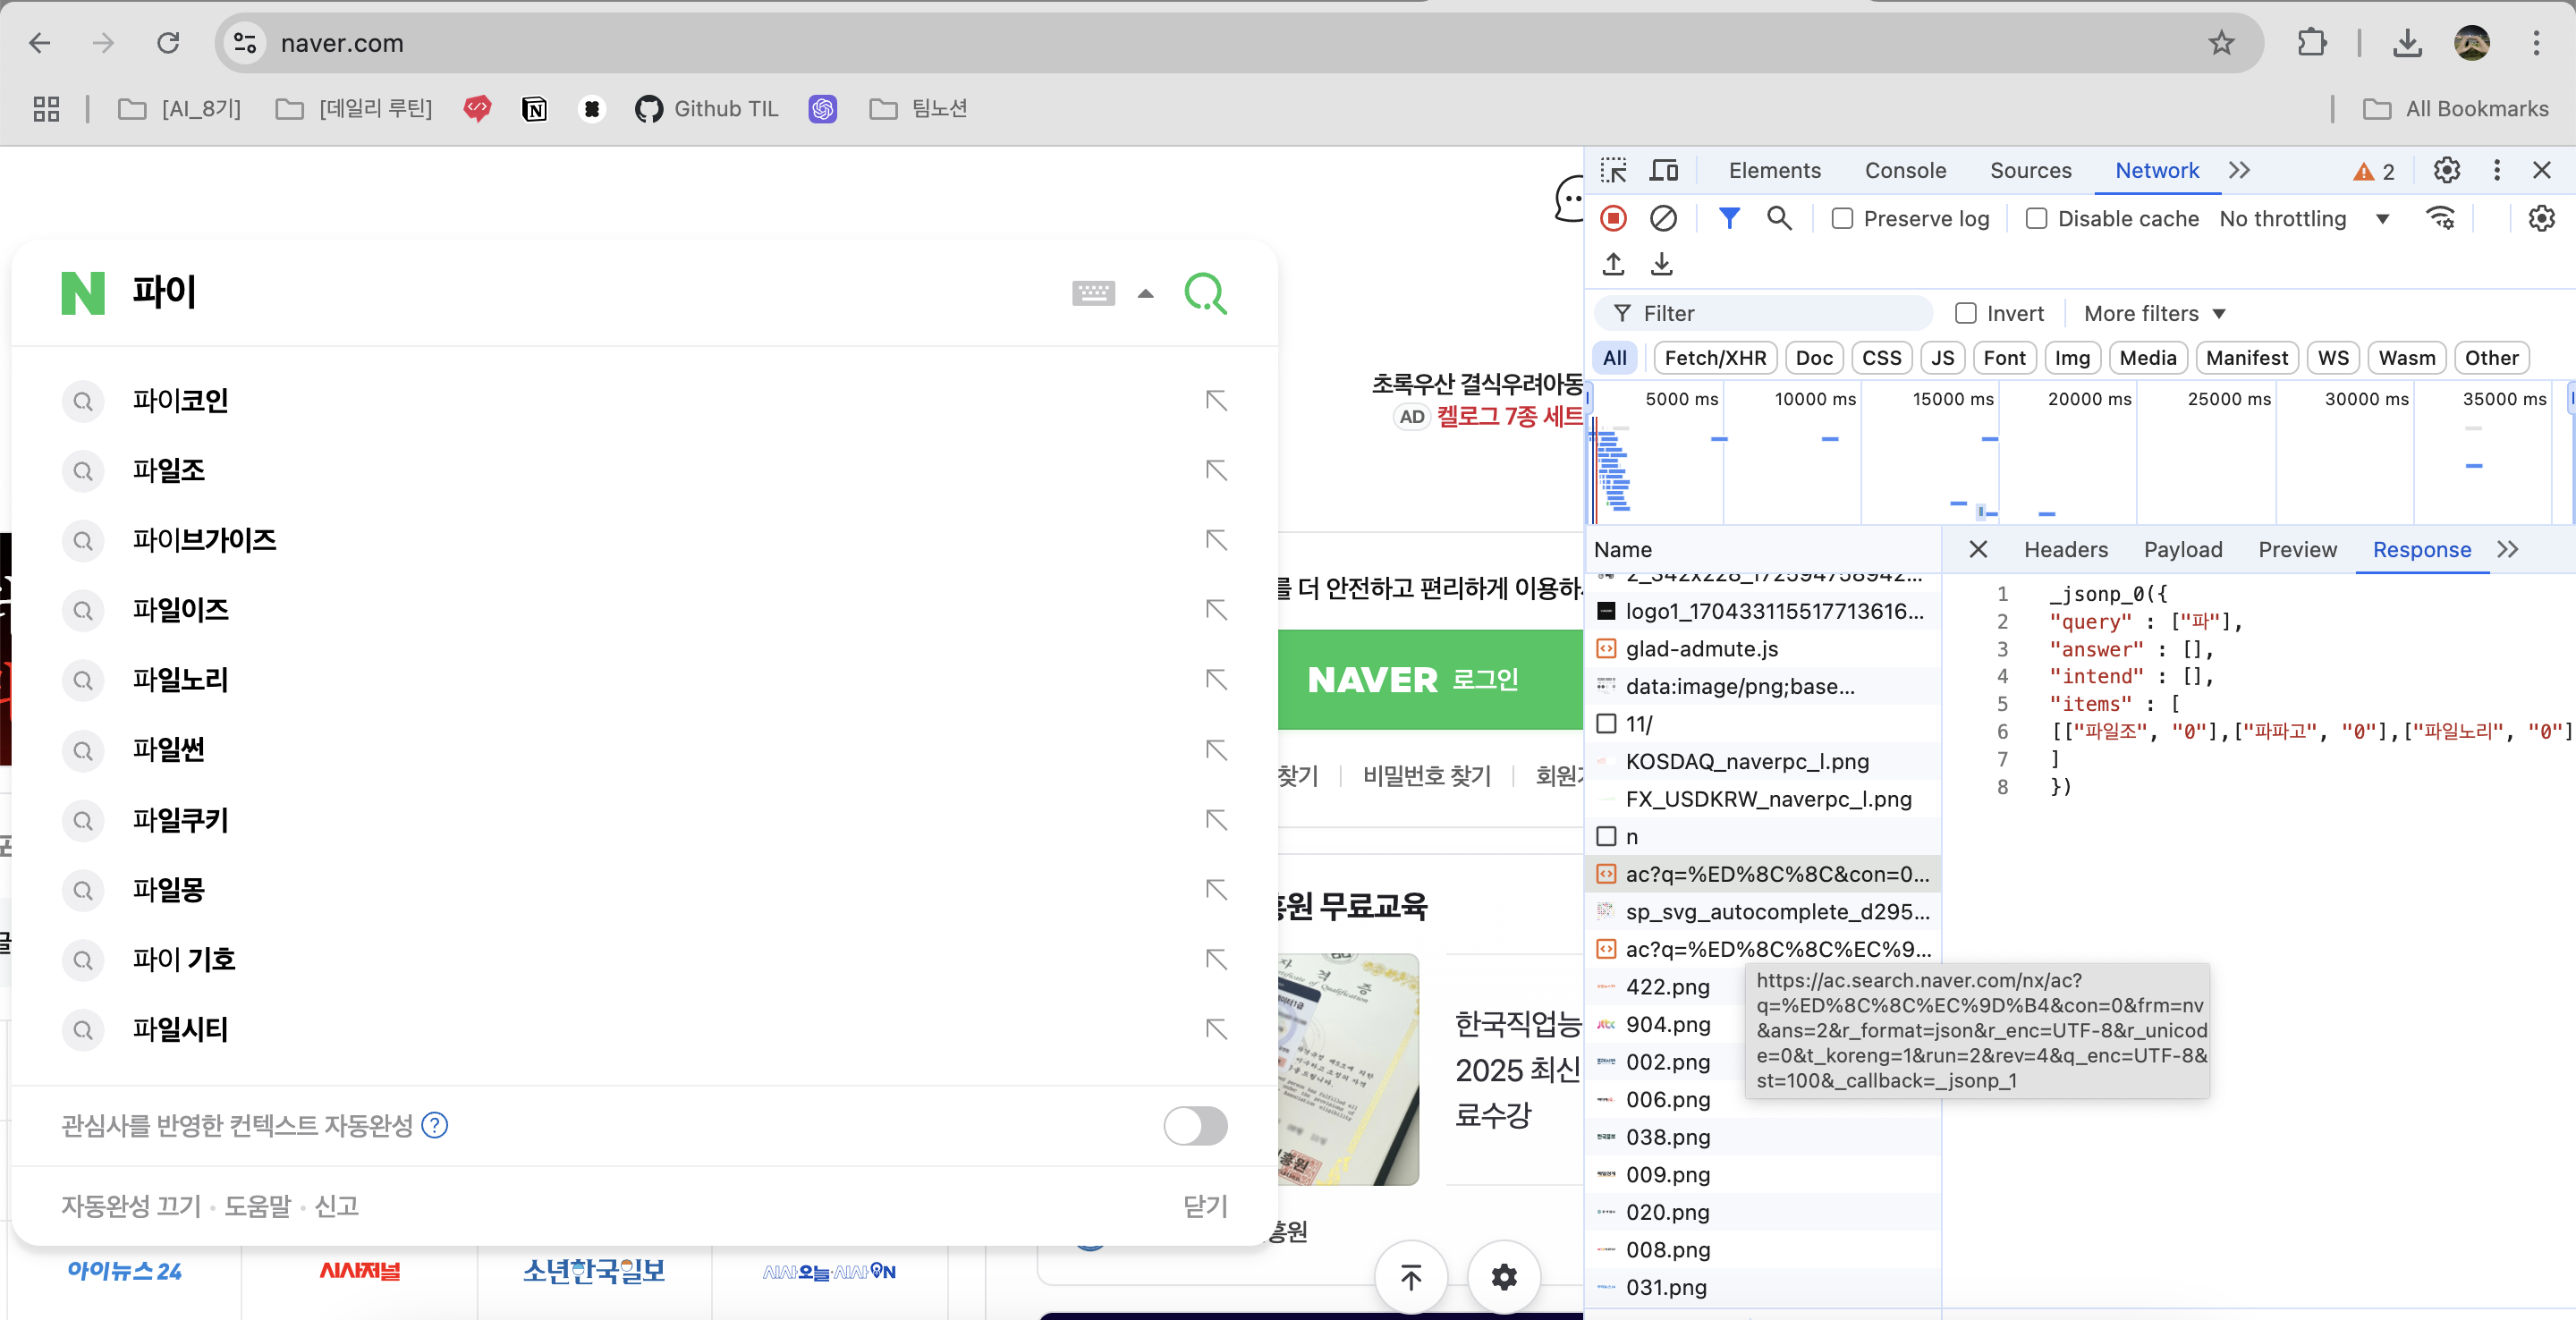 naver.com
[AI_8기]
[데일리 루틴]
Github TIL
팀노션
All Bookmarks
파이
파이코인
파일조
파이브가이즈
파일이즈
파일노리
파일썬
파일쿠키
파일몽
파이 기호
파일시티
관심사를 반영한 컨텍스트 자동완성 ?
자동완성 끄기 · 도움말 · 신고
닫기
아이뉴스24
시사저널
소년한국일보
시사오늘·시사ON
초록우산 결식우려아동
AD 켈로그 7종 세트
를 더 안전하고 편리하게 이용하
NAVER 로그인
찾기
비밀번호 찾기
회원
흥원 무료교육
자 격 증
Certificate of Qualification
한국직업능
2025 최신
료수강
흥원
Elements
Console
Sources
Network
2
Preserve log
Disable cache
No throttling
Filter
Invert
More filters
All
Fetch/XHR
Doc
CSS
JS
Font
Img
Media
Manifest
WS
Wasm
Other
5000 ms
10000 ms
15000 ms
20000 ms
25000 ms
30000 ms
35000 ms
Name
logo1_170433115517713616...
glad-admute.js
data:image/png;base...
11/
KOSDAQ_naverpc_l.png
FX_USDKRW_naverpc_l.png
n
ac?q=%ED%8C%8C&con=0...
sp_svg_autocomplete_d295...
ac?q=%ED%8C%8C%EC%9...
422.png
904.png
002.png
006.png
038.png
009.png
020.png
008.png
031.png
https://ac.search.naver.com/nx/ac?
q=%ED%8C%8C%EC%9D%B4&con=0&frm=nv
&ans=2&r_format=json&r_enc=UTF-8&r_unicod
e=0&t_koreng=1&run=2&rev=4&q_enc=UTF-8&
st=100&_callback=_jsonp_1
Headers
Payload
Preview
Response
1 _jsonp_0({
2 "query" : ["파"],
3 "answer" : [],
4 "intend" : [],
5 "items" : [
6 [["파일조", "0"],["파파고", "0"],["파일노리", "0"]
7 ]
8 })